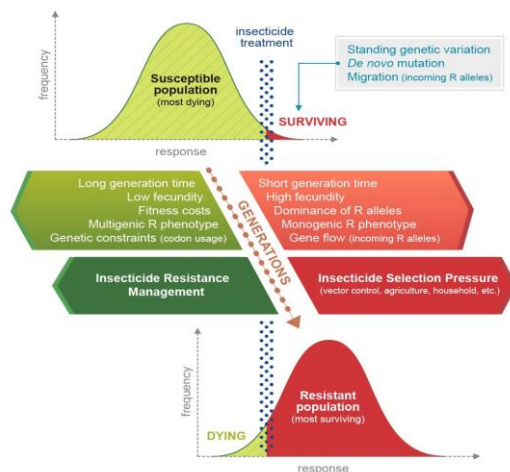 insecticide
treatment
frequency
Susceptible
population
(most dying)
SURVIVING
response
Standing genetic variation
De novo mutation
Migration (incoming R alleles)
Long generation time
Low fecundity
Fitness costs
Multigenic R phenotype
Genetic constraints (codon usage)
GENERATIONS
Short generation time
High fecundity
Dominance of R alleles
Monogenic R phenotype
Gene flow (incoming R alleles)
Insecticide Resistance
Management
Insecticide Selection Pressure
(vector control, agriculture, household, etc.)
frequency
DYING
Resistant
population
(most surviving)
response